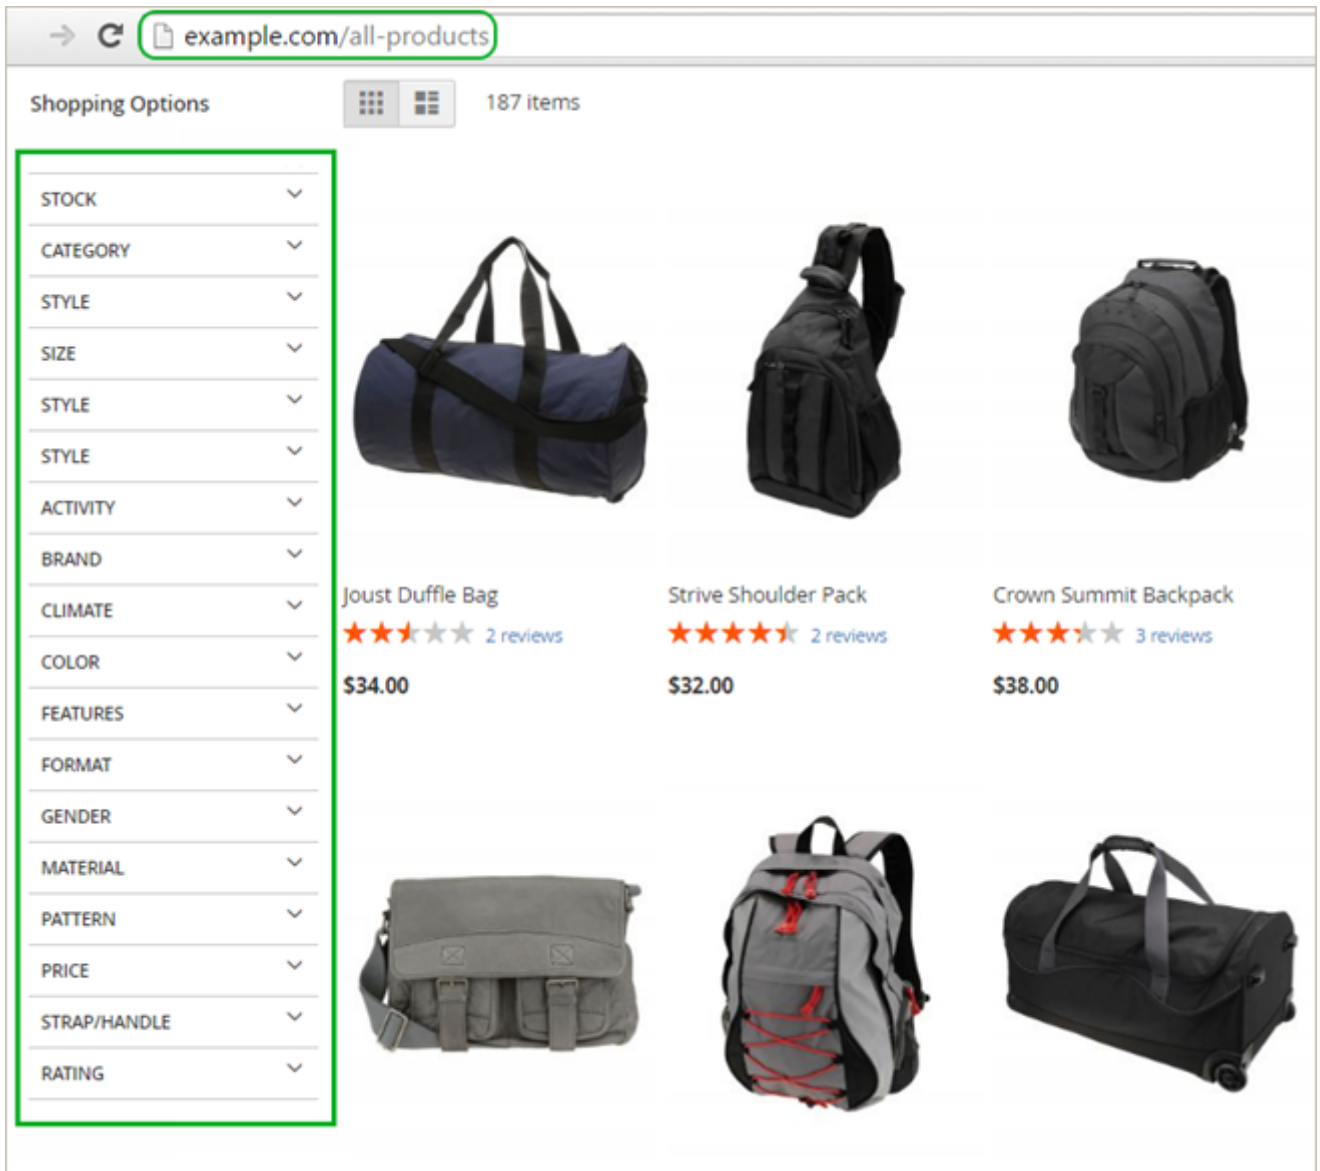 example.com/all-products
Shopping Options
187 items
STOCK
CATEGORY
STYLE
SIZE
STYLE
STYLE
ACTIVITY
BRAND
CLIMATE
COLOR
FEATURES
FORMAT
GENDER
MATERIAL
PATTERN
PRICE
STRAP/HANDLE
RATING
Joust Duffle Bag
2 reviews
$34.00
Strive Shoulder Pack
2 reviews
$32.00
Crown Summit Backpack
3 reviews
$38.00